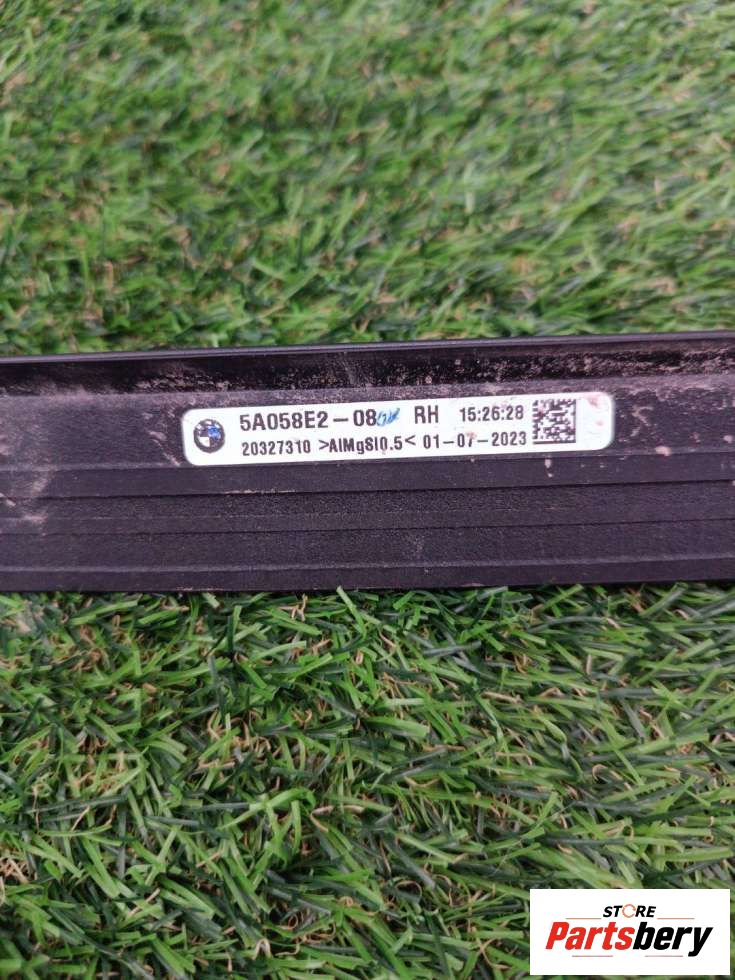 5A058E2-08 RH 15:26:28
20327310 >AlMgSi0.5< 01-07-2023
STORE
Partsbery